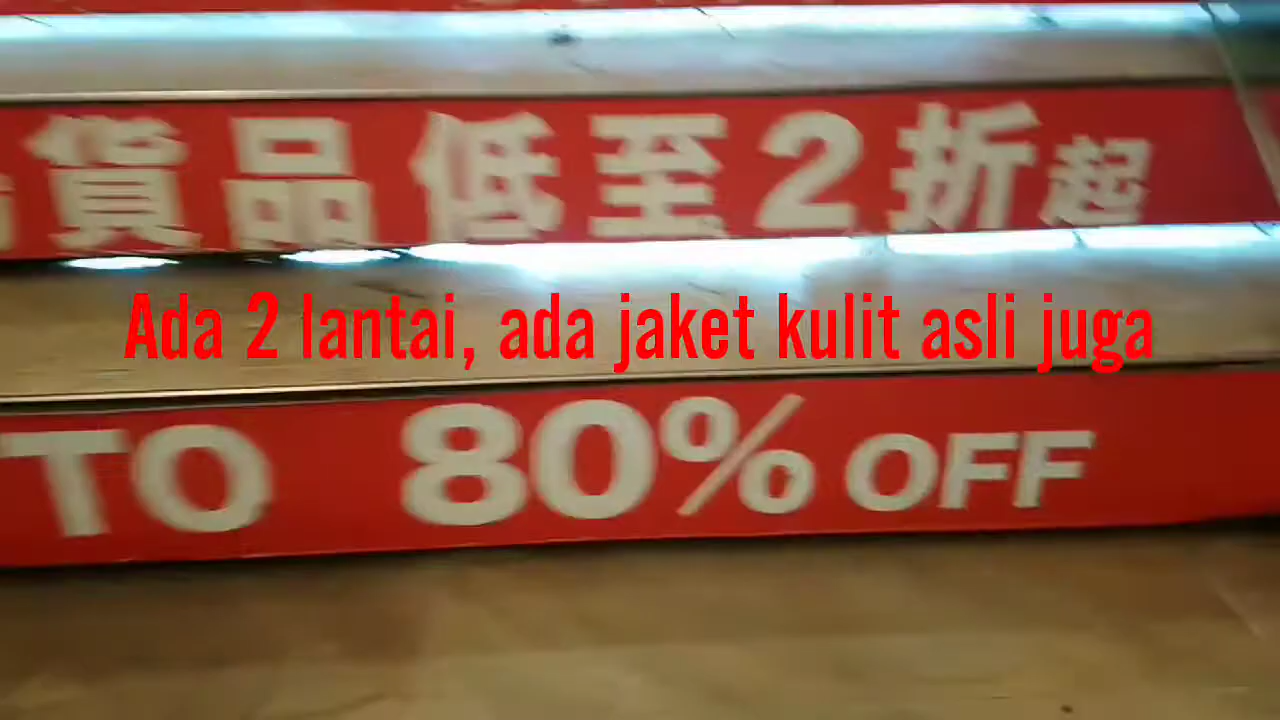 貨品低至2折起
Ada 2 lantai, ada jaket kulit asli juga
TO 80% OFF